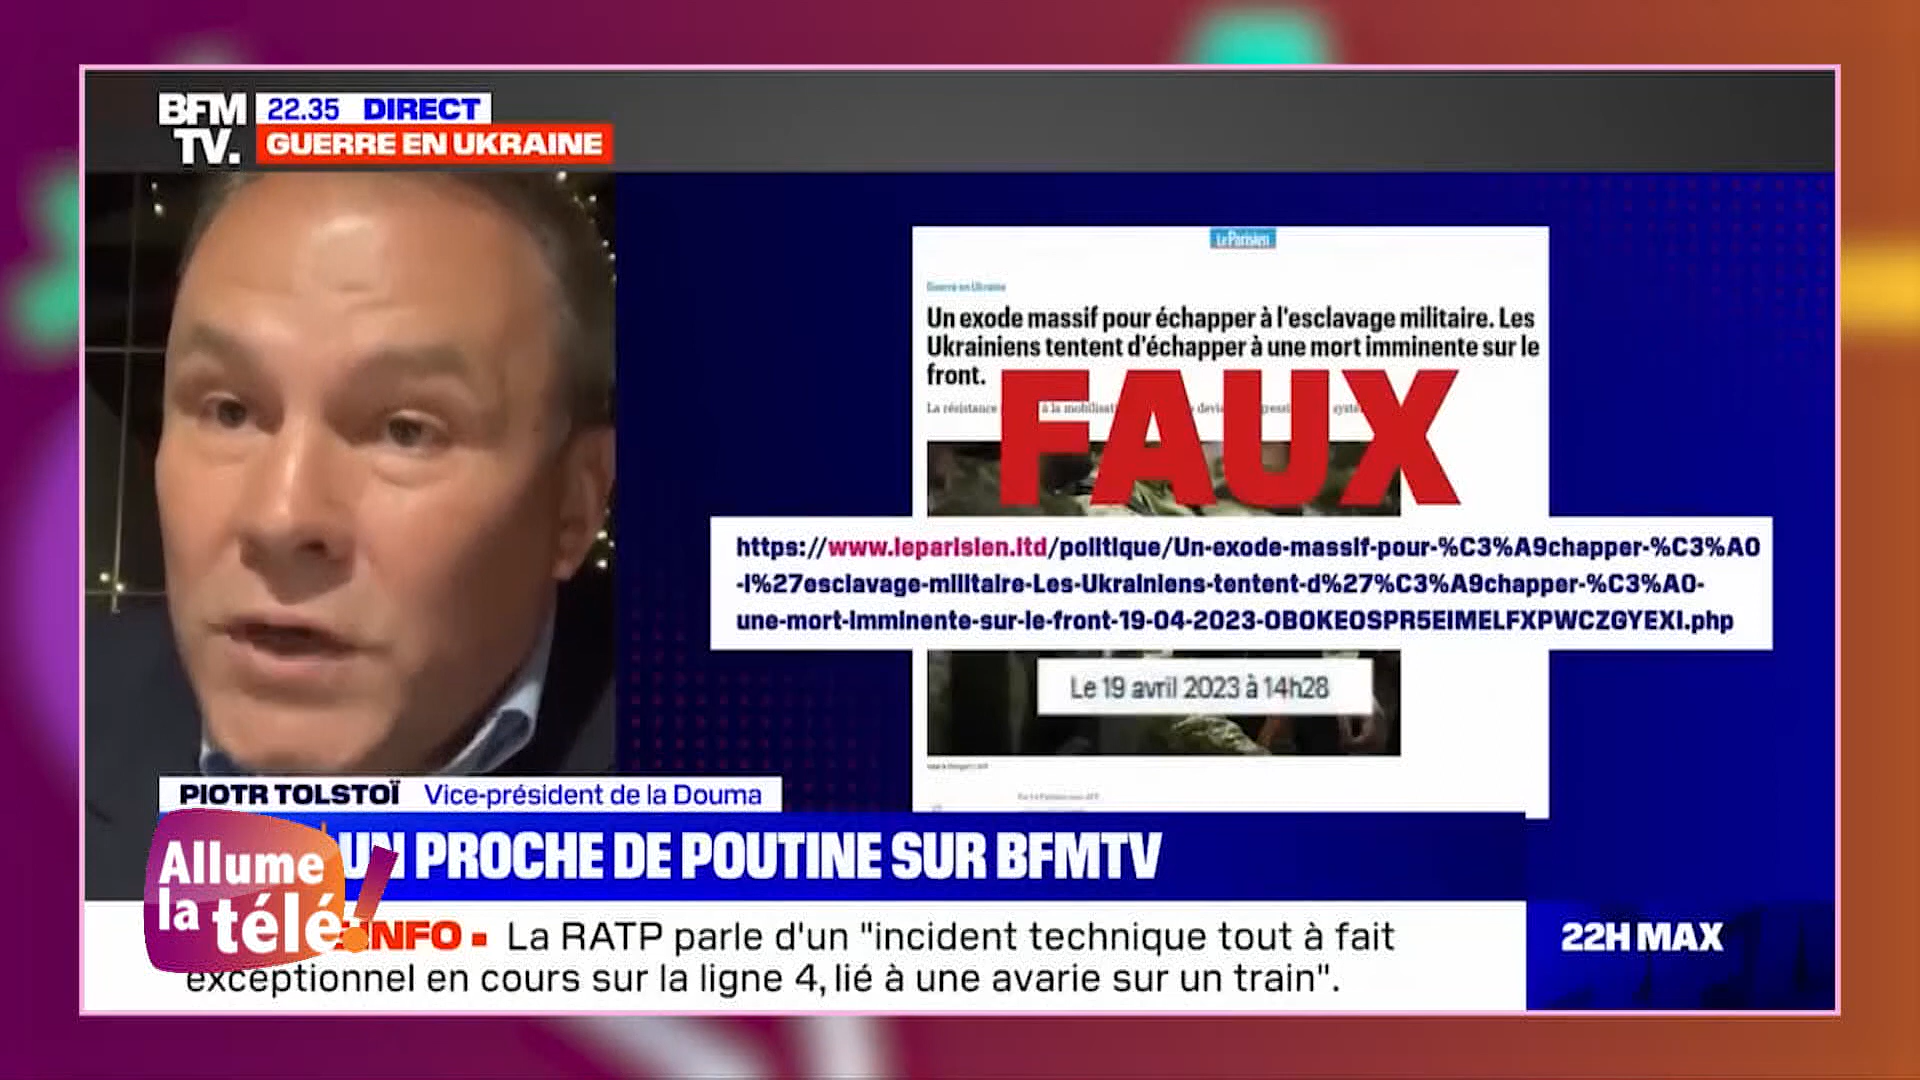 BFM
TV.
22.35 DIRECT
GUERRE EN UKRAINE
Le Parisien
Guerre en Ukraine
Un exode massif pour échapper à l'esclavage militaire. Les
Ukrainiens tentent d'échapper à une mort imminente sur le
front.
La résistance à la
FAUX
https://www.leparisien.ltd/politique/Un-exode-massif-pour-%C3%A9chapper-%C3%A0
-l%27esclavage-militaire-Les-Ukrainiens-tentent-d%27%C3%A9chapper-%C3%A0-
une-mort-imminente-sur-le-front-19-04-2023-OBOKEOSPR5EIMELFXPWCZGYEXI.php
Le 19 avril 2023 à 14h28
PIOTR TOLSTOÏ Vice-président de la Douma
UN PROCHE DE POUTINE SUR BFMTV
Allume
la télé!
INFO ▪ La RATP parle d'un "incident technique tout à fait
exceptionnel en cours sur la ligne 4, lié à une avarie sur un train".
22H MAX